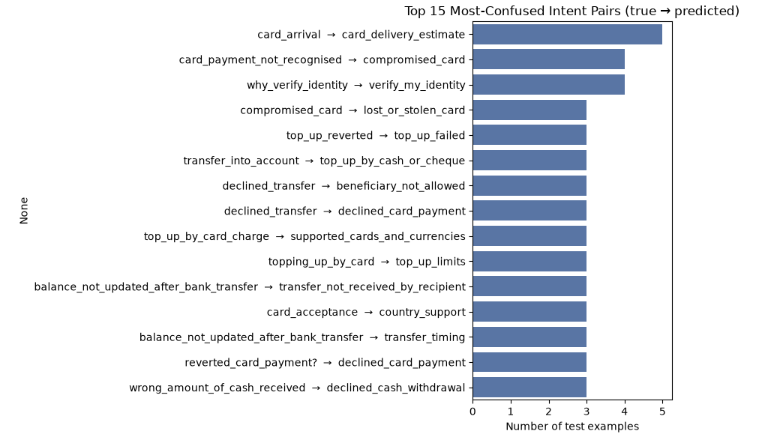 Top 15 Most-Confused Intent Pairs (true → predicted)
card_arrival → card_delivery_estimate
card_payment_not_recognised → compromised_card
why_verify_identity → verify_my_identity
compromised_card → lost_or_stolen_card
top_up_reverted → top_up_failed
transfer_into_account → top_up_by_cash_or_cheque
declined_transfer → beneficiary_not_allowed
declined_transfer → declined_card_payment
top_up_by_card_charge → supported_cards_and_currencies
topping_up_by_card → top_up_limits
balance_not_updated_after_bank_transfer → transfer_not_received_by_recipient
card_acceptance → country_support
balance_not_updated_after_bank_transfer → transfer_timing
reverted_card_payment? → declined_card_payment
wrong_amount_of_cash_received → declined_cash_withdrawal
None
0 1 2 3 4 5
Number of test examples